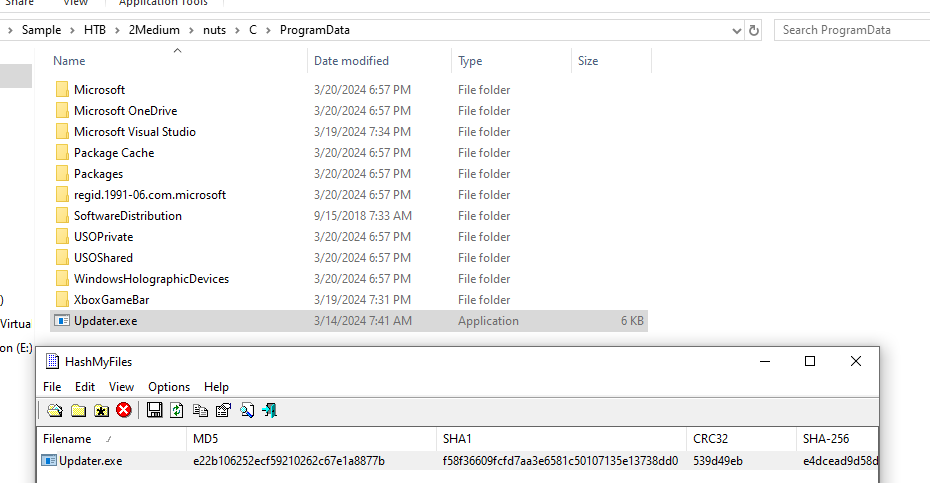 Share View Application Tools
Sample HTB 2Medium nuts C ProgramData Search ProgramData
Name Date modified Type Size
Microsoft 3/20/2024 6:57 PM File folder
Microsoft OneDrive 3/20/2024 6:57 PM File folder
Microsoft Visual Studio 3/19/2024 7:34 PM File folder
Package Cache 3/20/2024 6:57 PM File folder
Packages 3/20/2024 6:57 PM File folder
regid.1991-06.com.microsoft 3/20/2024 6:57 PM File folder
SoftwareDistribution 9/15/2018 7:33 AM File folder
USOPrivate 3/20/2024 6:57 PM File folder
USOShared 3/20/2024 6:57 PM File folder
WindowsHolographicDevices 3/20/2024 6:57 PM File folder
) XboxGameBar 3/19/2024 7:31 PM File folder
Virtua Updater.exe 3/14/2024 7:41 AM Application 6 KB
on (E:)
HashMyFiles
File Edit View Options Help
Filename MD5 SHA1 CRC32 SHA-256
Updater.exe e22b106252ecf59210262c67e1a8877b f58f36609fcfd7aa3e6581c50107135e13738dd0 539d49eb e4dcead9d58d